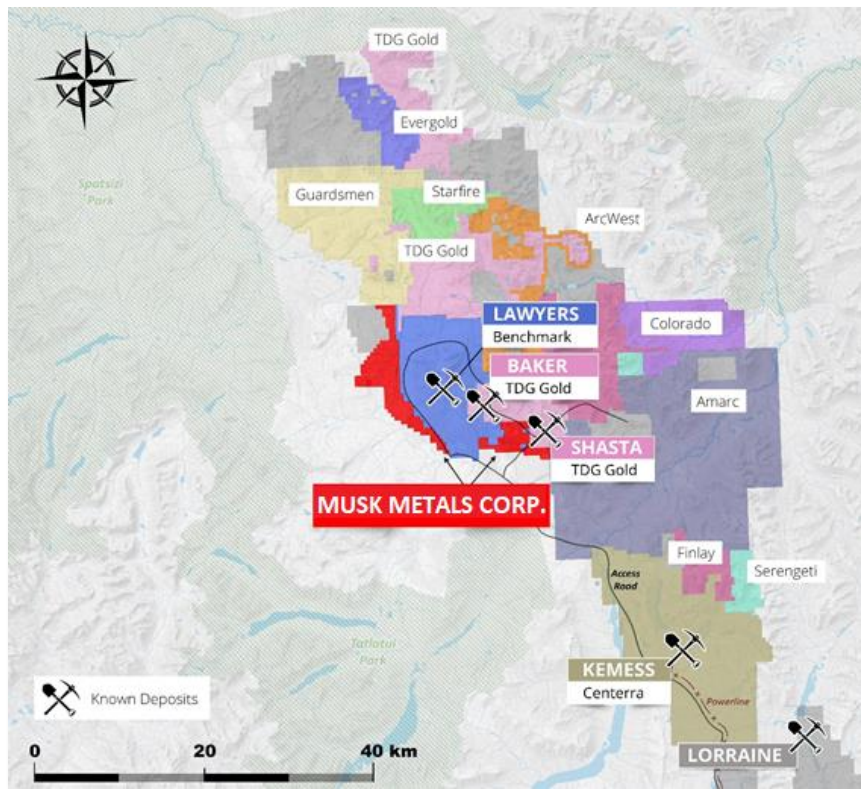 TDG Gold
Evergold
Spatsizi
Park
Guardsmen
Starfire
ArcWest
TDG Gold
LAWYERS
Benchmark
Colorado
BAKER
TDG Gold
Amarc
SHASTA
TDG Gold
MUSK METALS CORP.
Finlay
Serengeti
Access
Road
Tatlatui
Park
KEMESS
Centerra
Known Deposits
Powerline
0 20 40 km
LORRAINE